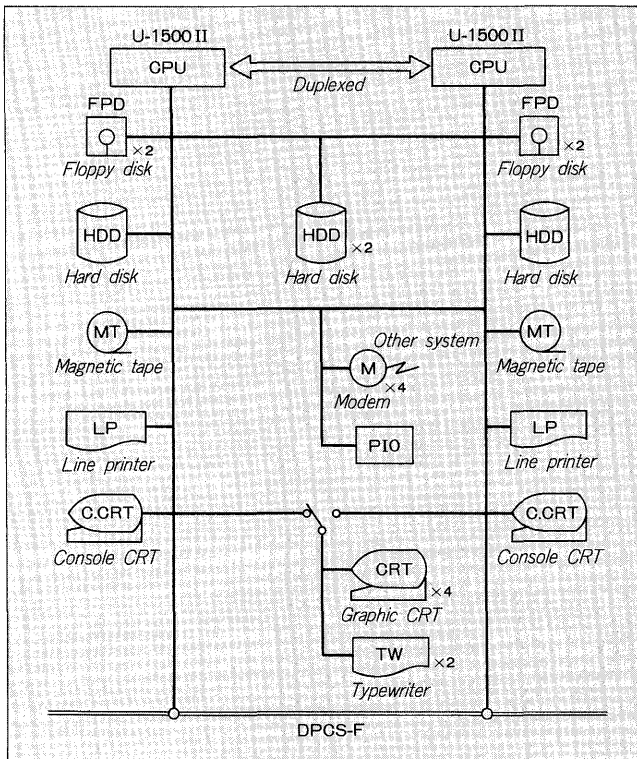 U-1500 II
U-1500 II
CPU
CPU
Duplexed
FPD
FPD
×2
×2
Floppy disk
Floppy disk
HDD
HDD
HDD
×2
Hard disk
Hard disk
Hard disk
MT
MT
Other system
M
×4
Magnetic tape
Magnetic tape
Modem
LP
LP
PIO
Line printer
Line printer
C.CRT
C.CRT
Console CRT
Console CRT
CRT
×4
Graphic CRT
TW
×2
Typewriter
DPCS-F